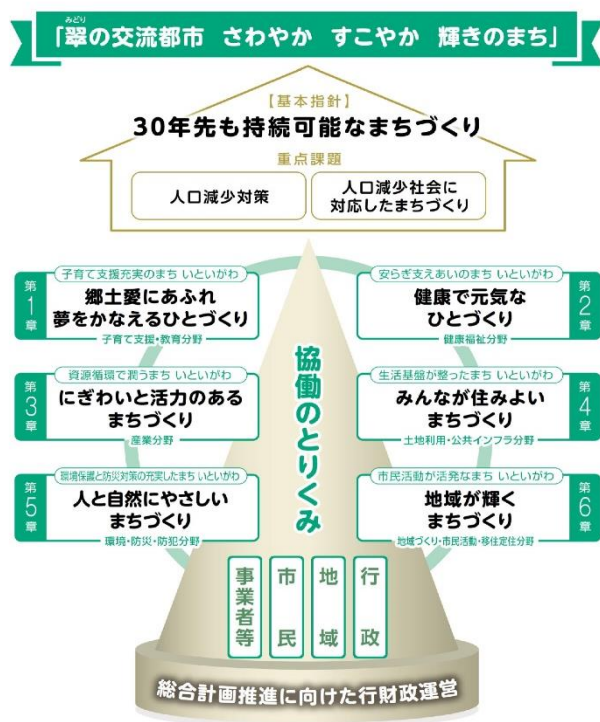 みどり
「翠の交流都市 さわやか すこやか 輝きのまち」
【基本指針】
30年先も持続可能なまちづくり
重点課題
人口減少対策
人口減少社会に
対応したまちづくり
第1章
子育て支援充実のまち いといがわ
郷土愛にあふれ
夢をかなえるひとづくり
子育て支援・教育分野
安らぎ支えあいのまち いといがわ
健康で元気な
ひとづくり
健康福祉分野
第2章
第3章
資源循環で潤うまち いといがわ
にぎわいと活力のある
まちづくり
産業分野
生活基盤が整ったまち いといがわ
みんなが住みよい
まちづくり
土地利用・公共インフラ分野
第4章
第5章
環境保護と防災対策の充実したまち いといがわ
人と自然にやさしい
まちづくり
環境・防災・防犯分野
市民活動が活発なまち いといがわ
地域が輝く
まちづくり
地域づくり・市民活動・移住定住分野
第6章
協働のとりくみ
事業者等
市民
地域
行政
総合計画推進に向けた行財政運営